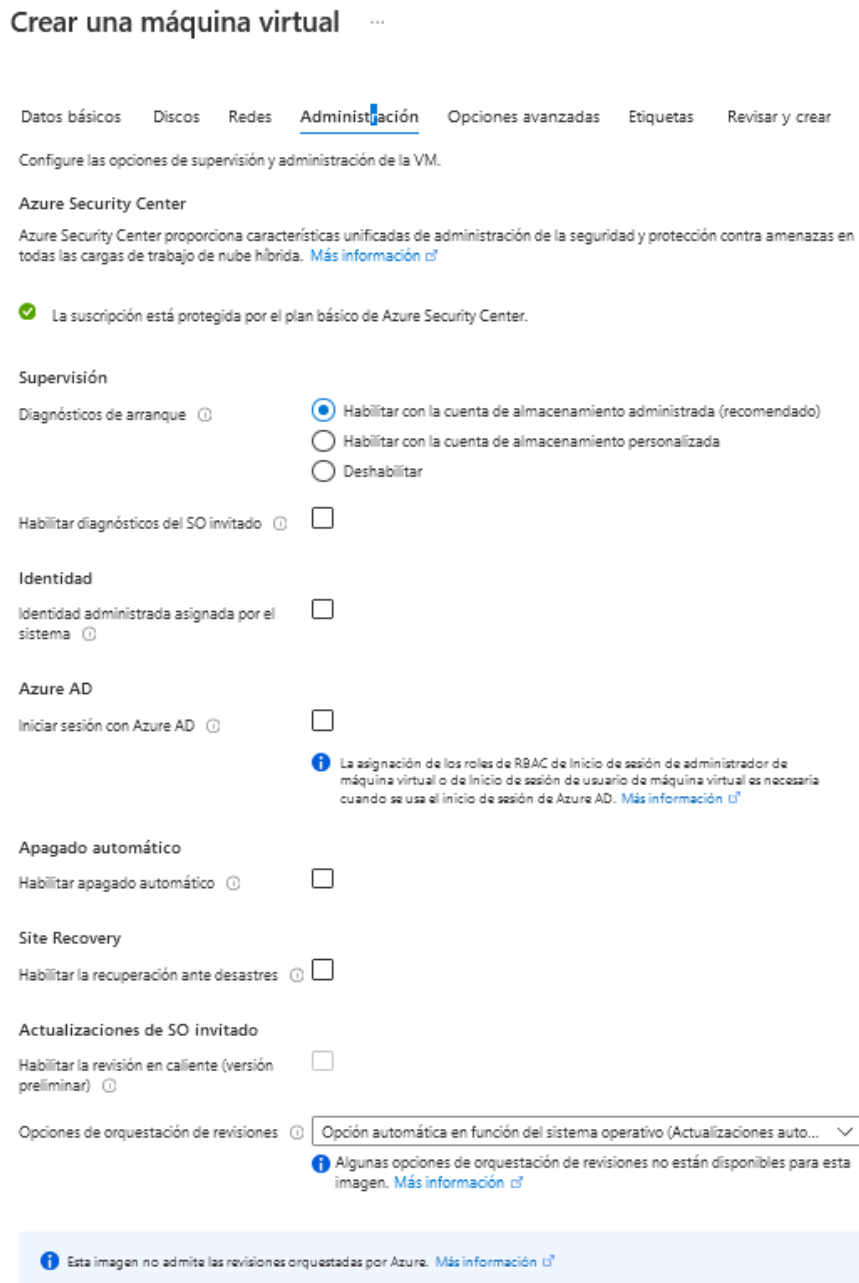 Crear una máquina virtual ...
Datos básicos Discos Redes Administración Opciones avanzadas Etiquetas Revisar y crear
Configure las opciones de supervisión y administración de la VM.
Azure Security Center
Azure Security Center proporciona características unificadas de administración de la seguridad y protección contra amenazas en
todas las cargas de trabajo de nube híbrida. Más información
La suscripción está protegida por el plan básico de Azure Security Center.
Supervisión
Diagnósticos de arranque
Habilitar con la cuenta de almacenamiento administrada (recomendado)
Habilitar con la cuenta de almacenamiento personalizada
Deshabilitar
Habilitar diagnósticos del SO invitado
Identidad
Identidad administrada asignada por el
sistema
Azure AD
Iniciar sesión con Azure AD
La asignación de los roles de RBAC de Inicio de sesión de administrador de
máquina virtual o de Inicio de sesión de usuario de máquina virtual es necesaria
cuando se usa el inicio de sesión de Azure AD. Más información
Apagado automático
Habilitar apagado automático
Site Recovery
Habilitar la recuperación ante desastres
Actualizaciones de SO invitado
Habilitar la revisión en caliente (versión
preliminar)
Opciones de orquestación de revisiones Opción automática en función del sistema operativo (Actualizaciones auto...
Algunas opciones de orquestación de revisiones no están disponibles para esta
imagen. Más información
Esta imagen no admite las revisiones orquestadas por Azure. Más información